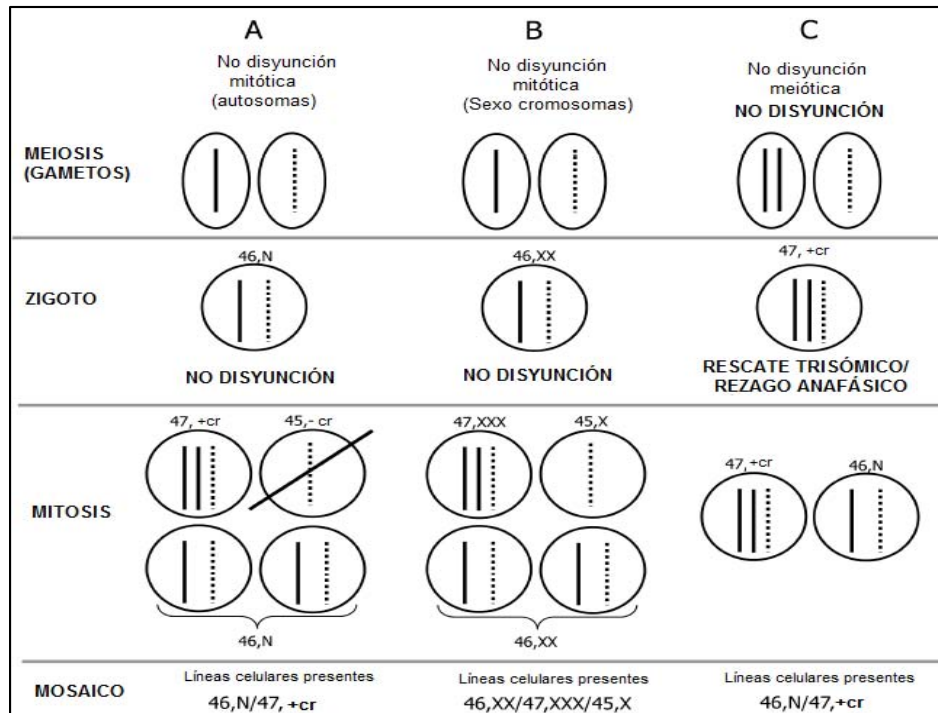 A
B
C
No disyunción
mitótica
(autosomas)
No disyunción
mitótica
(Sexo cromosomas)
No disyunción
meiótica
NO DISYUNCIÓN
MEIOSIS
(GAMETOS)
ZIGOTO
46,N
46,XX
47, +cr
NO DISYUNCIÓN
NO DISYUNCIÓN
RESCATE TRISÓMICO/
REZAGO ANAFÁSICO
MITOSIS
47, +cr
45,- cr
47,XXX
45,X
47,+cr
46,N
46,N
46,XX
MOSAICO
Líneas celulares presentes
46,N/47, +cr
Líneas celulares presentes
46,XX/47,XXX/45,X
Líneas celulares presentes
46,N/47,+cr